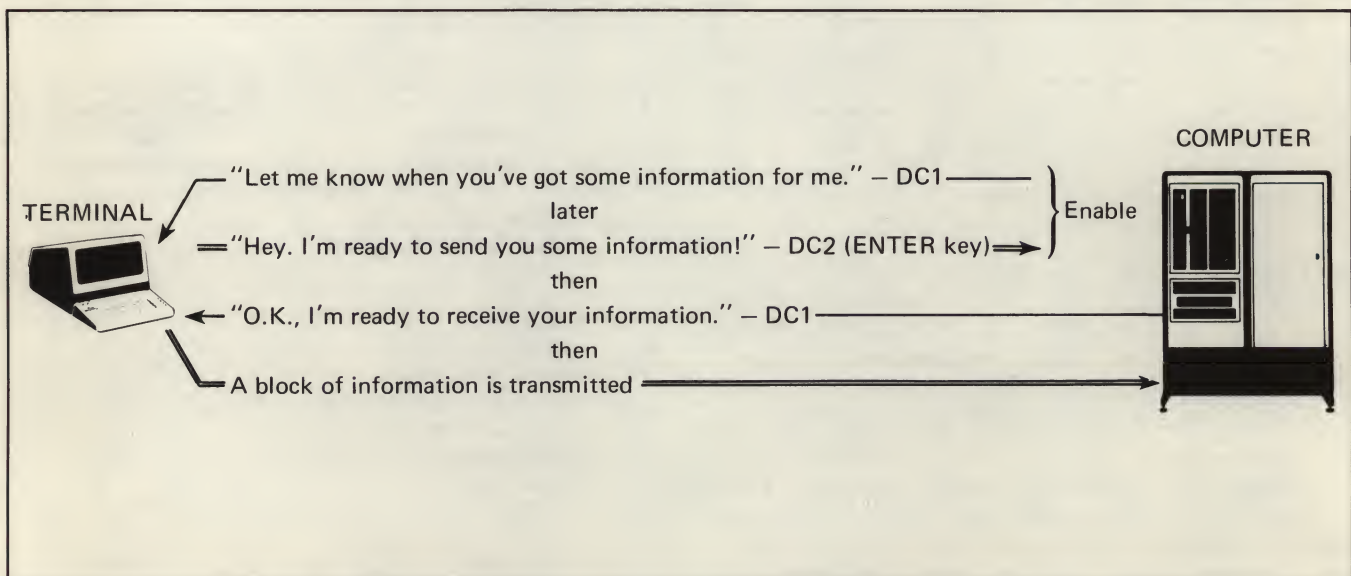 COMPUTER
"Let me know when you've got some information for me." – DC1
TERMINAL
later
Enable
"Hey. I'm ready to send you some information!" – DC2 (ENTER key)
then
"O.K., I'm ready to receive your information." – DC1
then
A block of information is transmitted